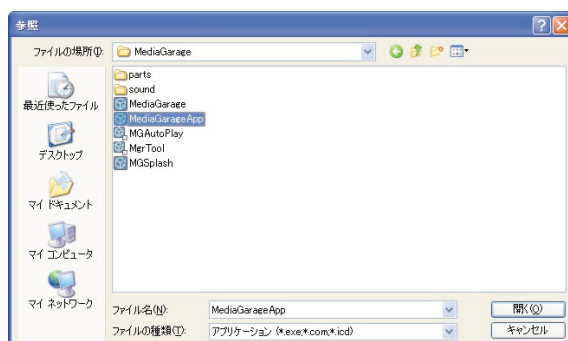 参照
ファイルの場所(I):
MediaGarage
parts
sound
MediaGarage
MediaGarageApp
MGAutoPlay
MgrTool
MGSplash
最近使ったファイル
デスクトップ
マイ ドキュメント
マイ コンピュータ
マイ ネットワーク
ファイル名(N):
MediaGarageApp
開く(O)
ファイルの種類(T):
アプリケーション (*.exe;*.com;*.icd)
キャンセル